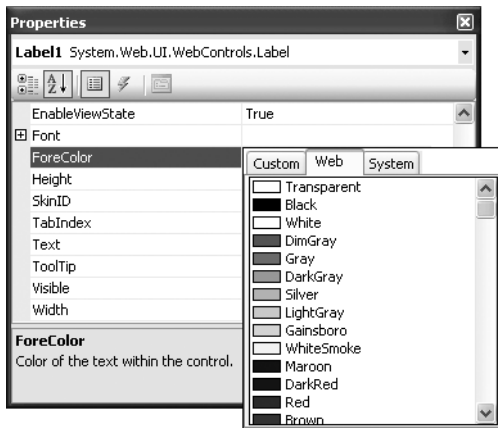 Properties
Label1 System.Web.UI.WebControls.Label
EnableViewState True
Font
ForeColor
Height
SkinID
TabIndex
Text
ToolTip
Visible
Width
Custom Web System
Transparent
Black
White
DimGray
Gray
DarkGray
Silver
LightGray
Gainsboro
WhiteSmoke
Maroon
DarkRed
Red
Brown
ForeColor
Color of the text within the control.